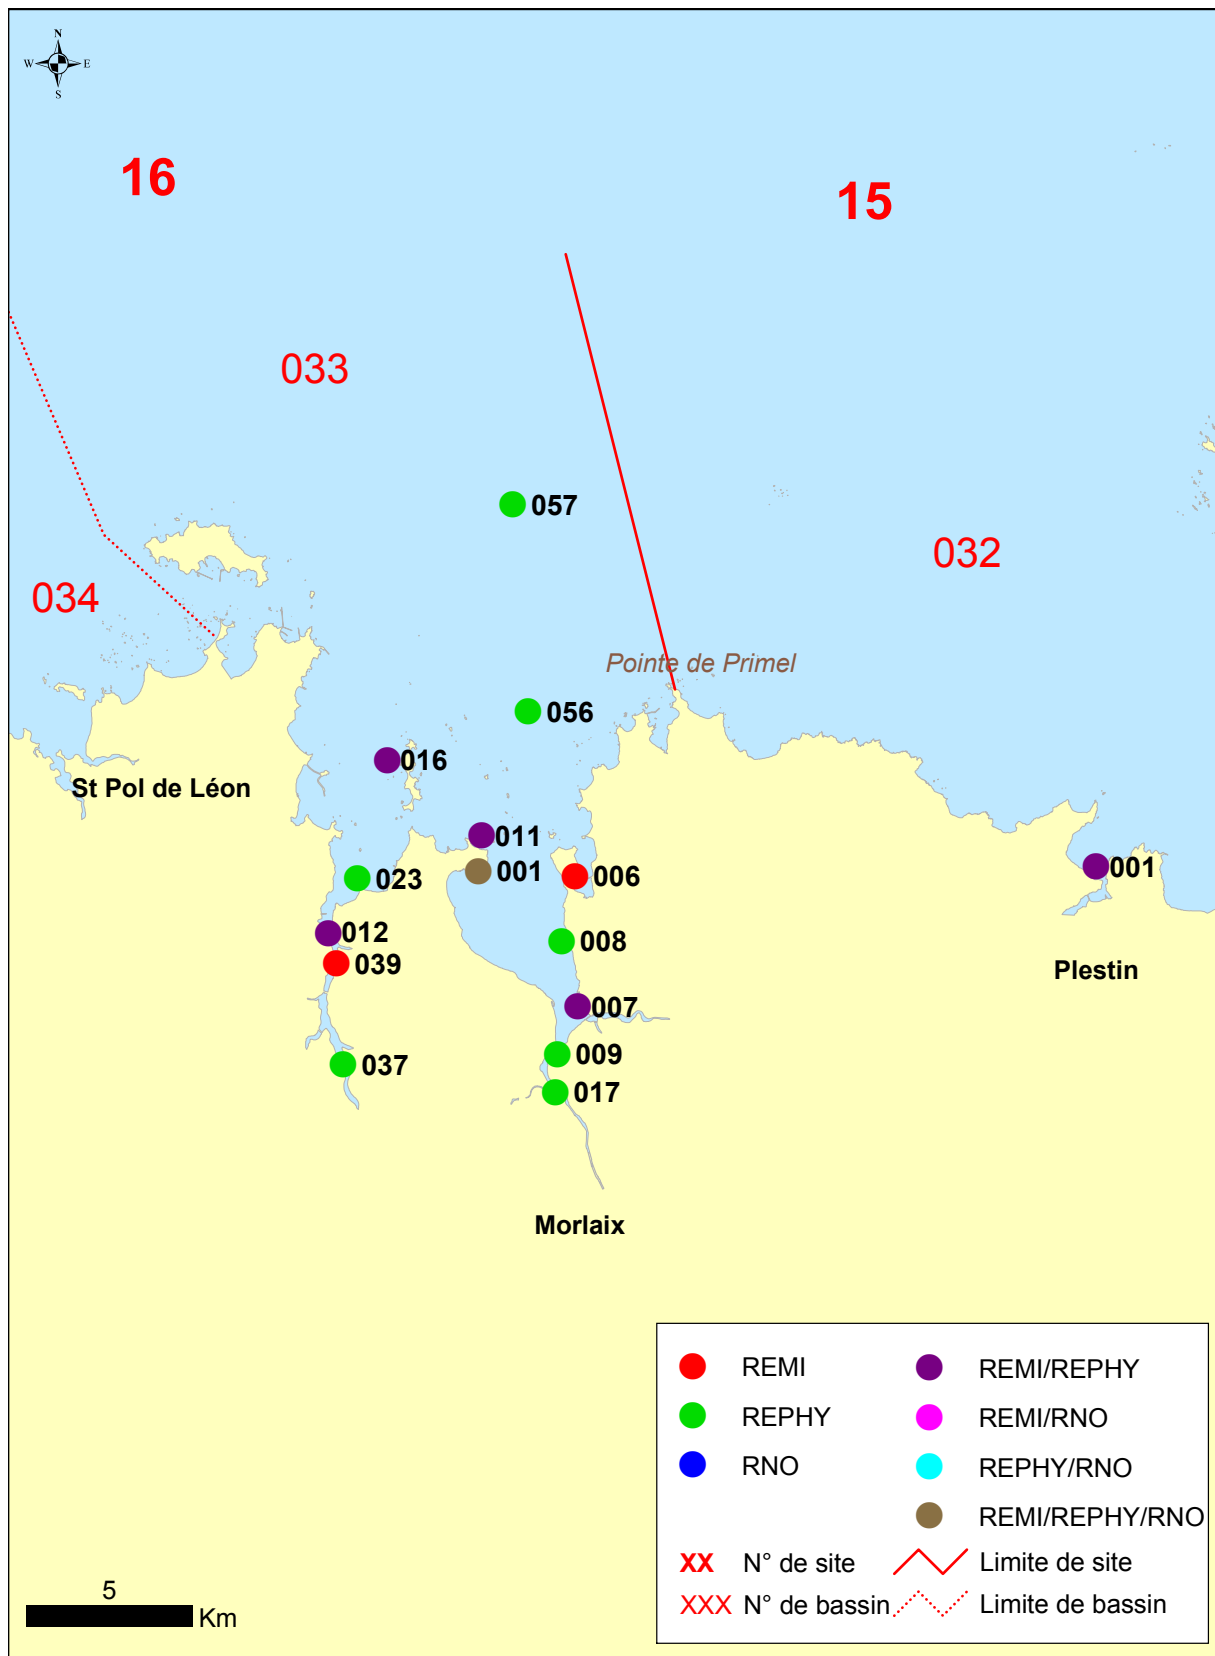 N
W E
S
16
15
033
057
032
034
Pointe de Primel
056
016
St Pol de Léon
011
001
006
001
023
012
008
039
Plestin
007
009
037
017
Morlaix
REMI
REMI/REPHY
REPHY
REMI/RNO
RNO
REPHY/RNO
REMI/REPHY/RNO
XX N° de site
Limite de site
XXX N° de bassin
Limite de bassin
5
Km